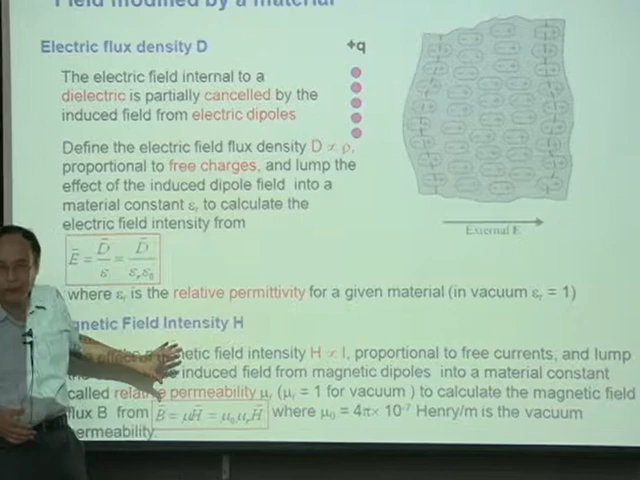 Field modified by a material
Electric flux density D
+q
The electric field internal to a
dielectric is partially cancelled by the
induced field from electric dipoles
Define the electric field flux density D ∝ ρ,
proportional to free charges, and lump the
effect of the induced dipole field into a
material constant εr to calculate the
electric field intensity from
External E
Ē = D̄/ε = D̄/εrε0
where εr is the relative permittivity for a given material (in vacuum εr = 1)
gnetic Field Intensity H
netic field intensity H ∝ I, proportional to free currents, and lump
induced field from magnetic dipoles into a material constant
called relative permeability μr (μr = 1 for vacuum) to calculate the magnetic field
flux B from B̄ = μH̄ = μ0μrH̄ where μ0 = 4π× 10-7 Henry/m is the vacuum
permeability.